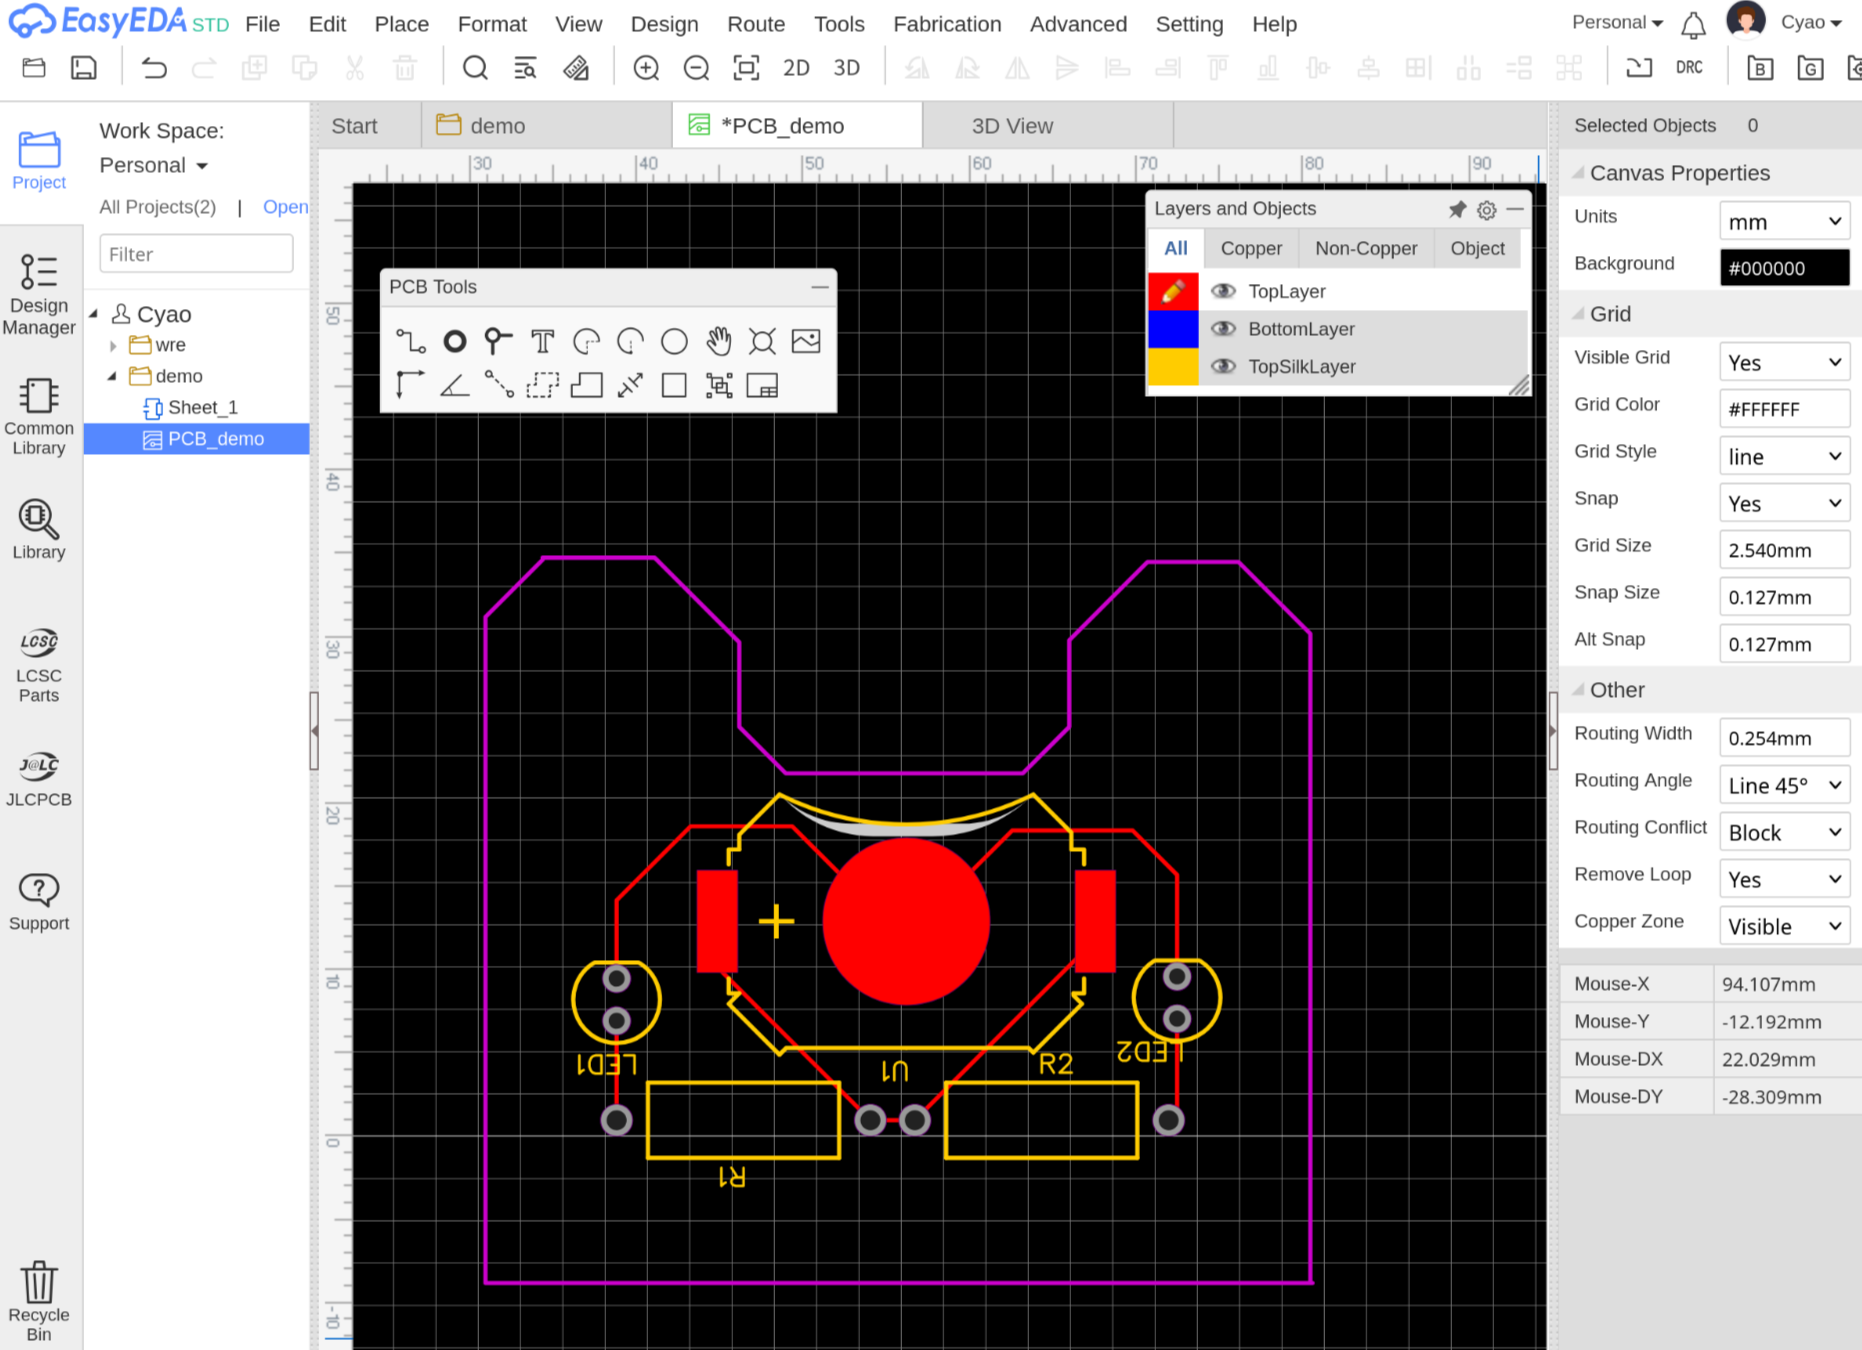 EasyEDA STD File Edit Place Format View Design Route Tools Fabrication Advanced Setting Help Personal Cyao
2D 3D DRC B G
Project
Design
Manager
Common
Library
Library
LCSC
LCSC
Parts
J@LC
JLCPCB
Support
Recycle
Bin
Work Space:
Personal
All Projects(2) | Open
Filter
Cyao
wre
demo
Sheet_1
PCB_demo
Start demo *PCB_demo 3D View
30 40 50 60 70 80 90
50
40
30
20
10
0
-10
PCB Tools
Layers and Objects
All Copper Non-Copper Object
TopLayer
BottomLayer
TopSilkLayer
LED1
U1
R2
LED2
R1
Selected Objects 0
Canvas Properties
Units mm
Background #000000
Grid
Visible Grid Yes
Grid Color #FFFFFF
Grid Style line
Snap Yes
Grid Size 2.540mm
Snap Size 0.127mm
Alt Snap 0.127mm
Other
Routing Width 0.254mm
Routing Angle Line 45°
Routing Conflict Block
Remove Loop Yes
Copper Zone Visible
Mouse-X 94.107mm
Mouse-Y -12.192mm
Mouse-DX 22.029mm
Mouse-DY -28.309mm